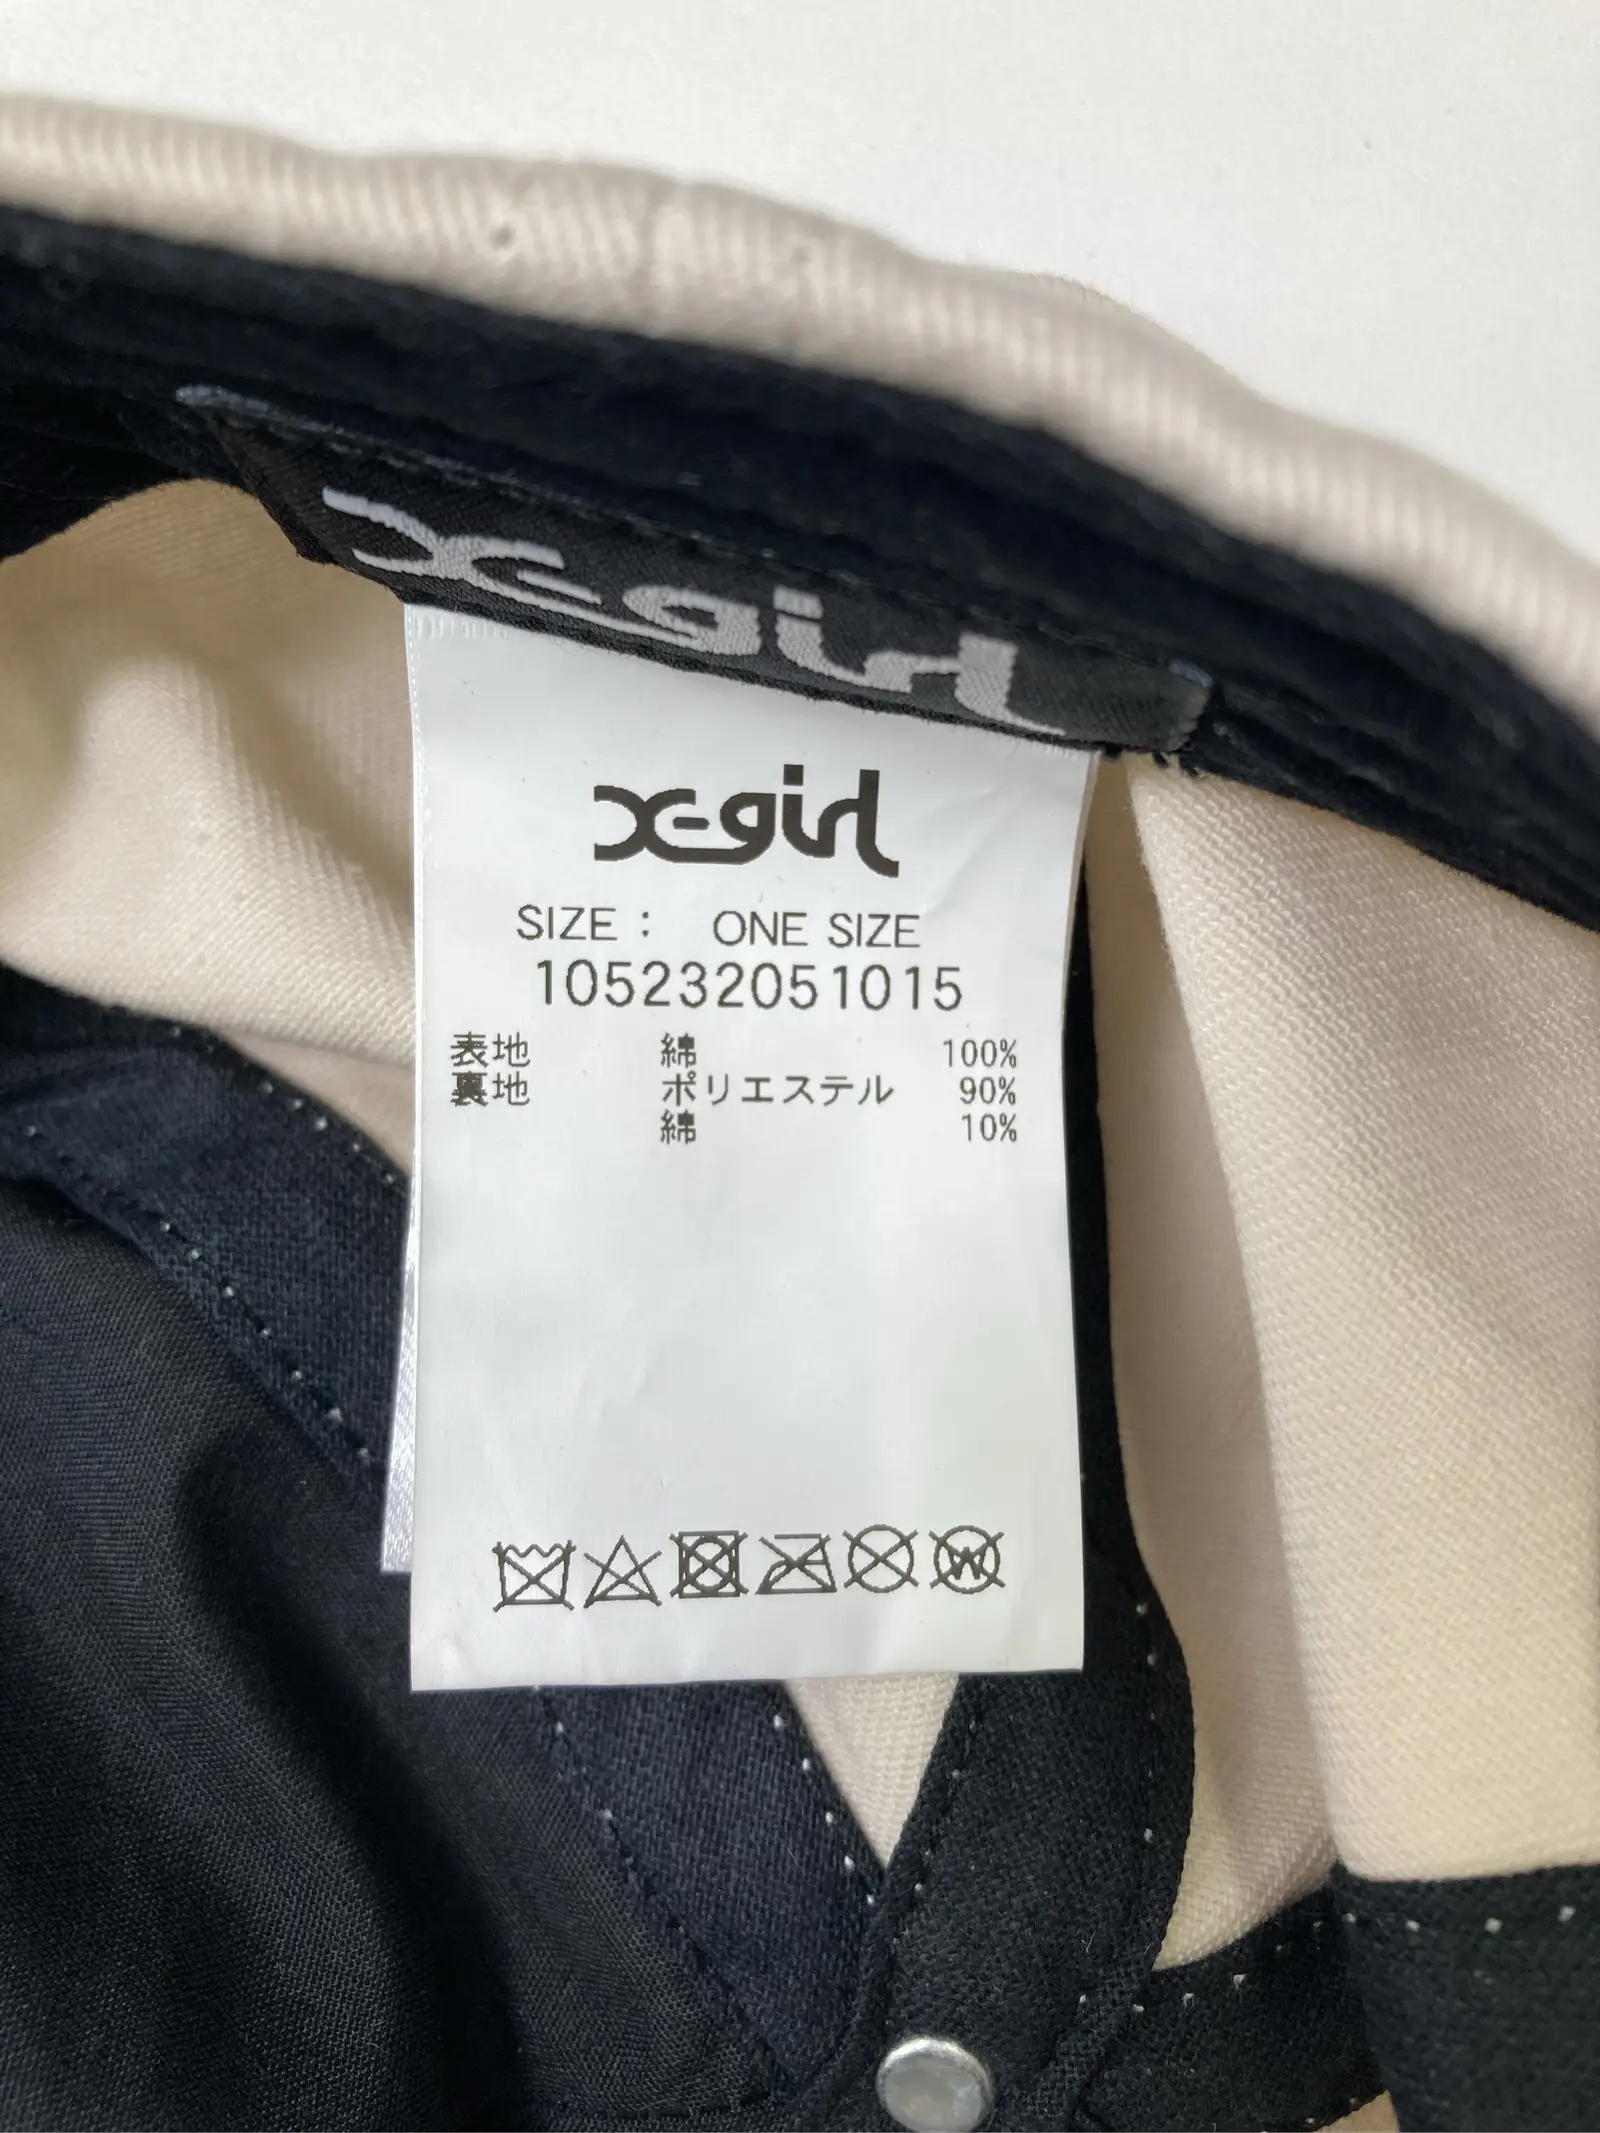 X-girl
X-girl
SIZE : ONE SIZE
105232051015
表地 綿 100%
裏地 ポリエステル 90%
綿 10%
W